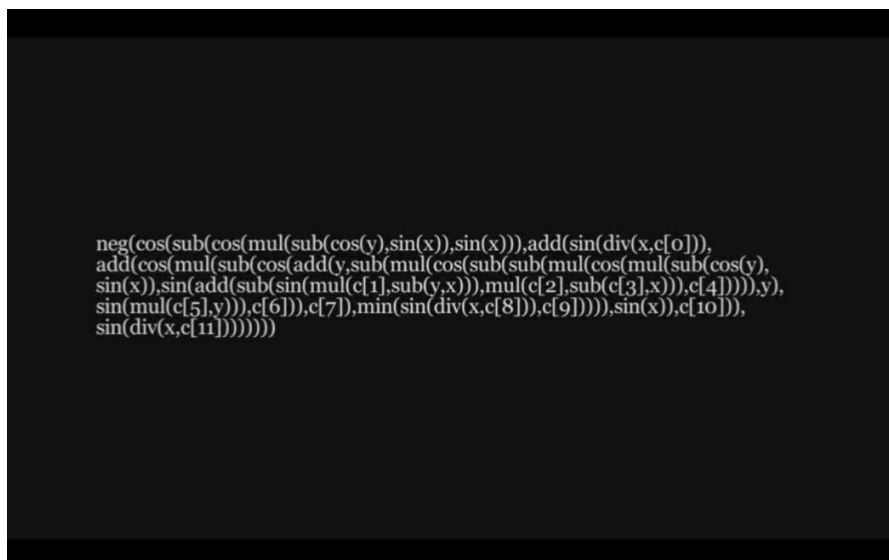 neg(cos(sub(cos(mul(sub(cos(y),sin(x)),sin(x))),add(sin(div(x,c[0])),
add(cos(mul(sub(cos(add(y,sub(mul(cos(sub(sub(mul(cos(mul(sub(cos(y),
sin(x)),sin(add(sub(sin(mul(c[1],sub(y,x))),mul(c[2],sub(c[3],x))),c[4])))),y),
sin(mul(c[5],y))),c[6])),c[7]),min(sin(div(x,c[8])),c[9])))),sin(x)),c[10])),
sin(div(x,c[11]))))))))